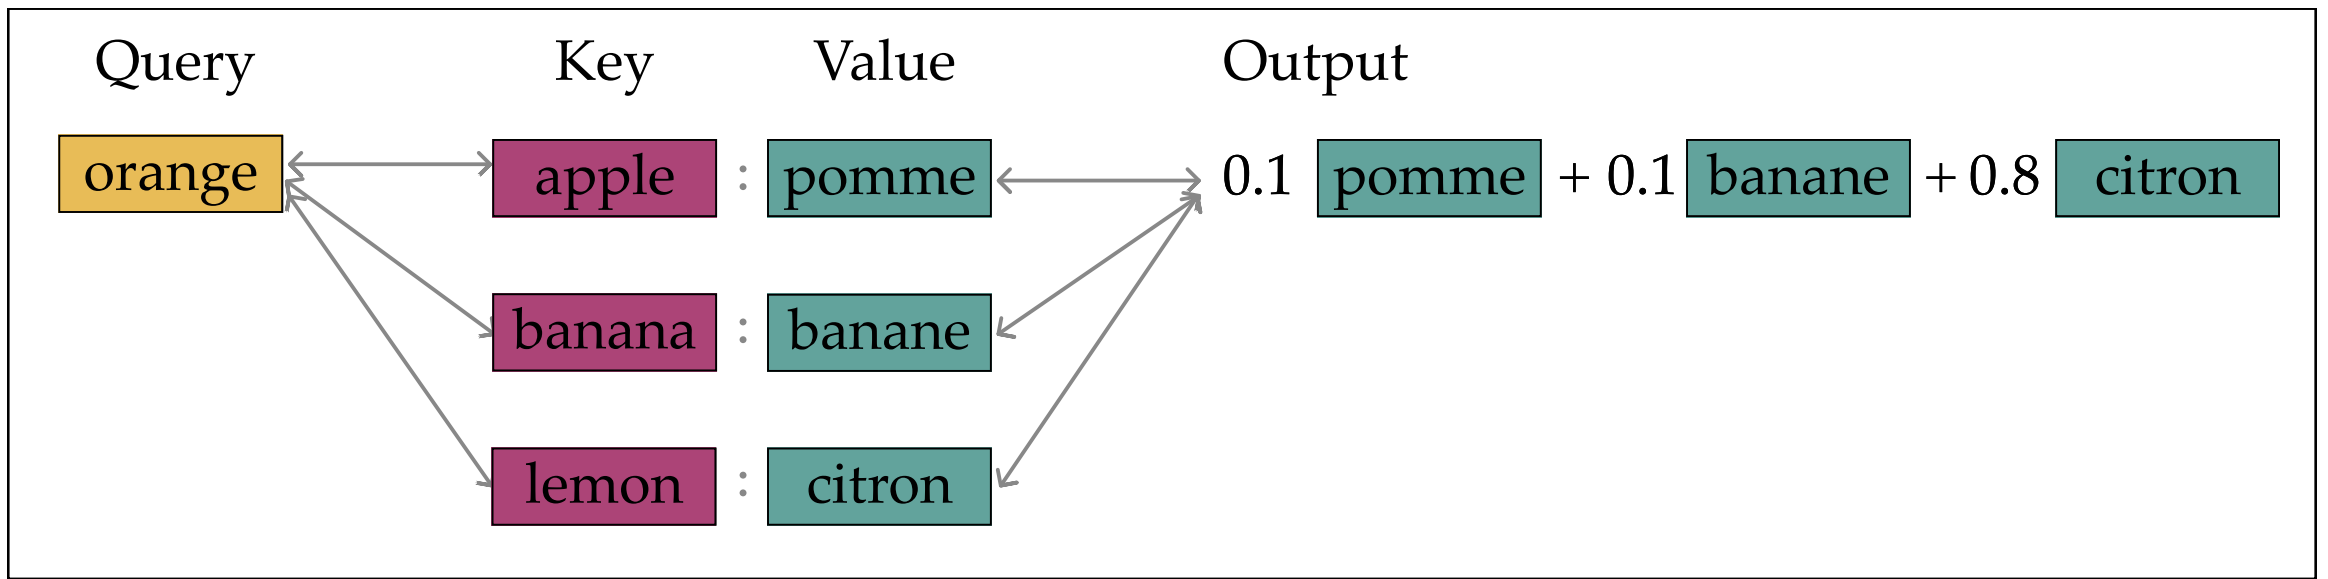 Query Key Value Output
orange apple : pomme 0.1 pomme + 0.1 banane + 0.8 citron
banana : banane
lemon : citron